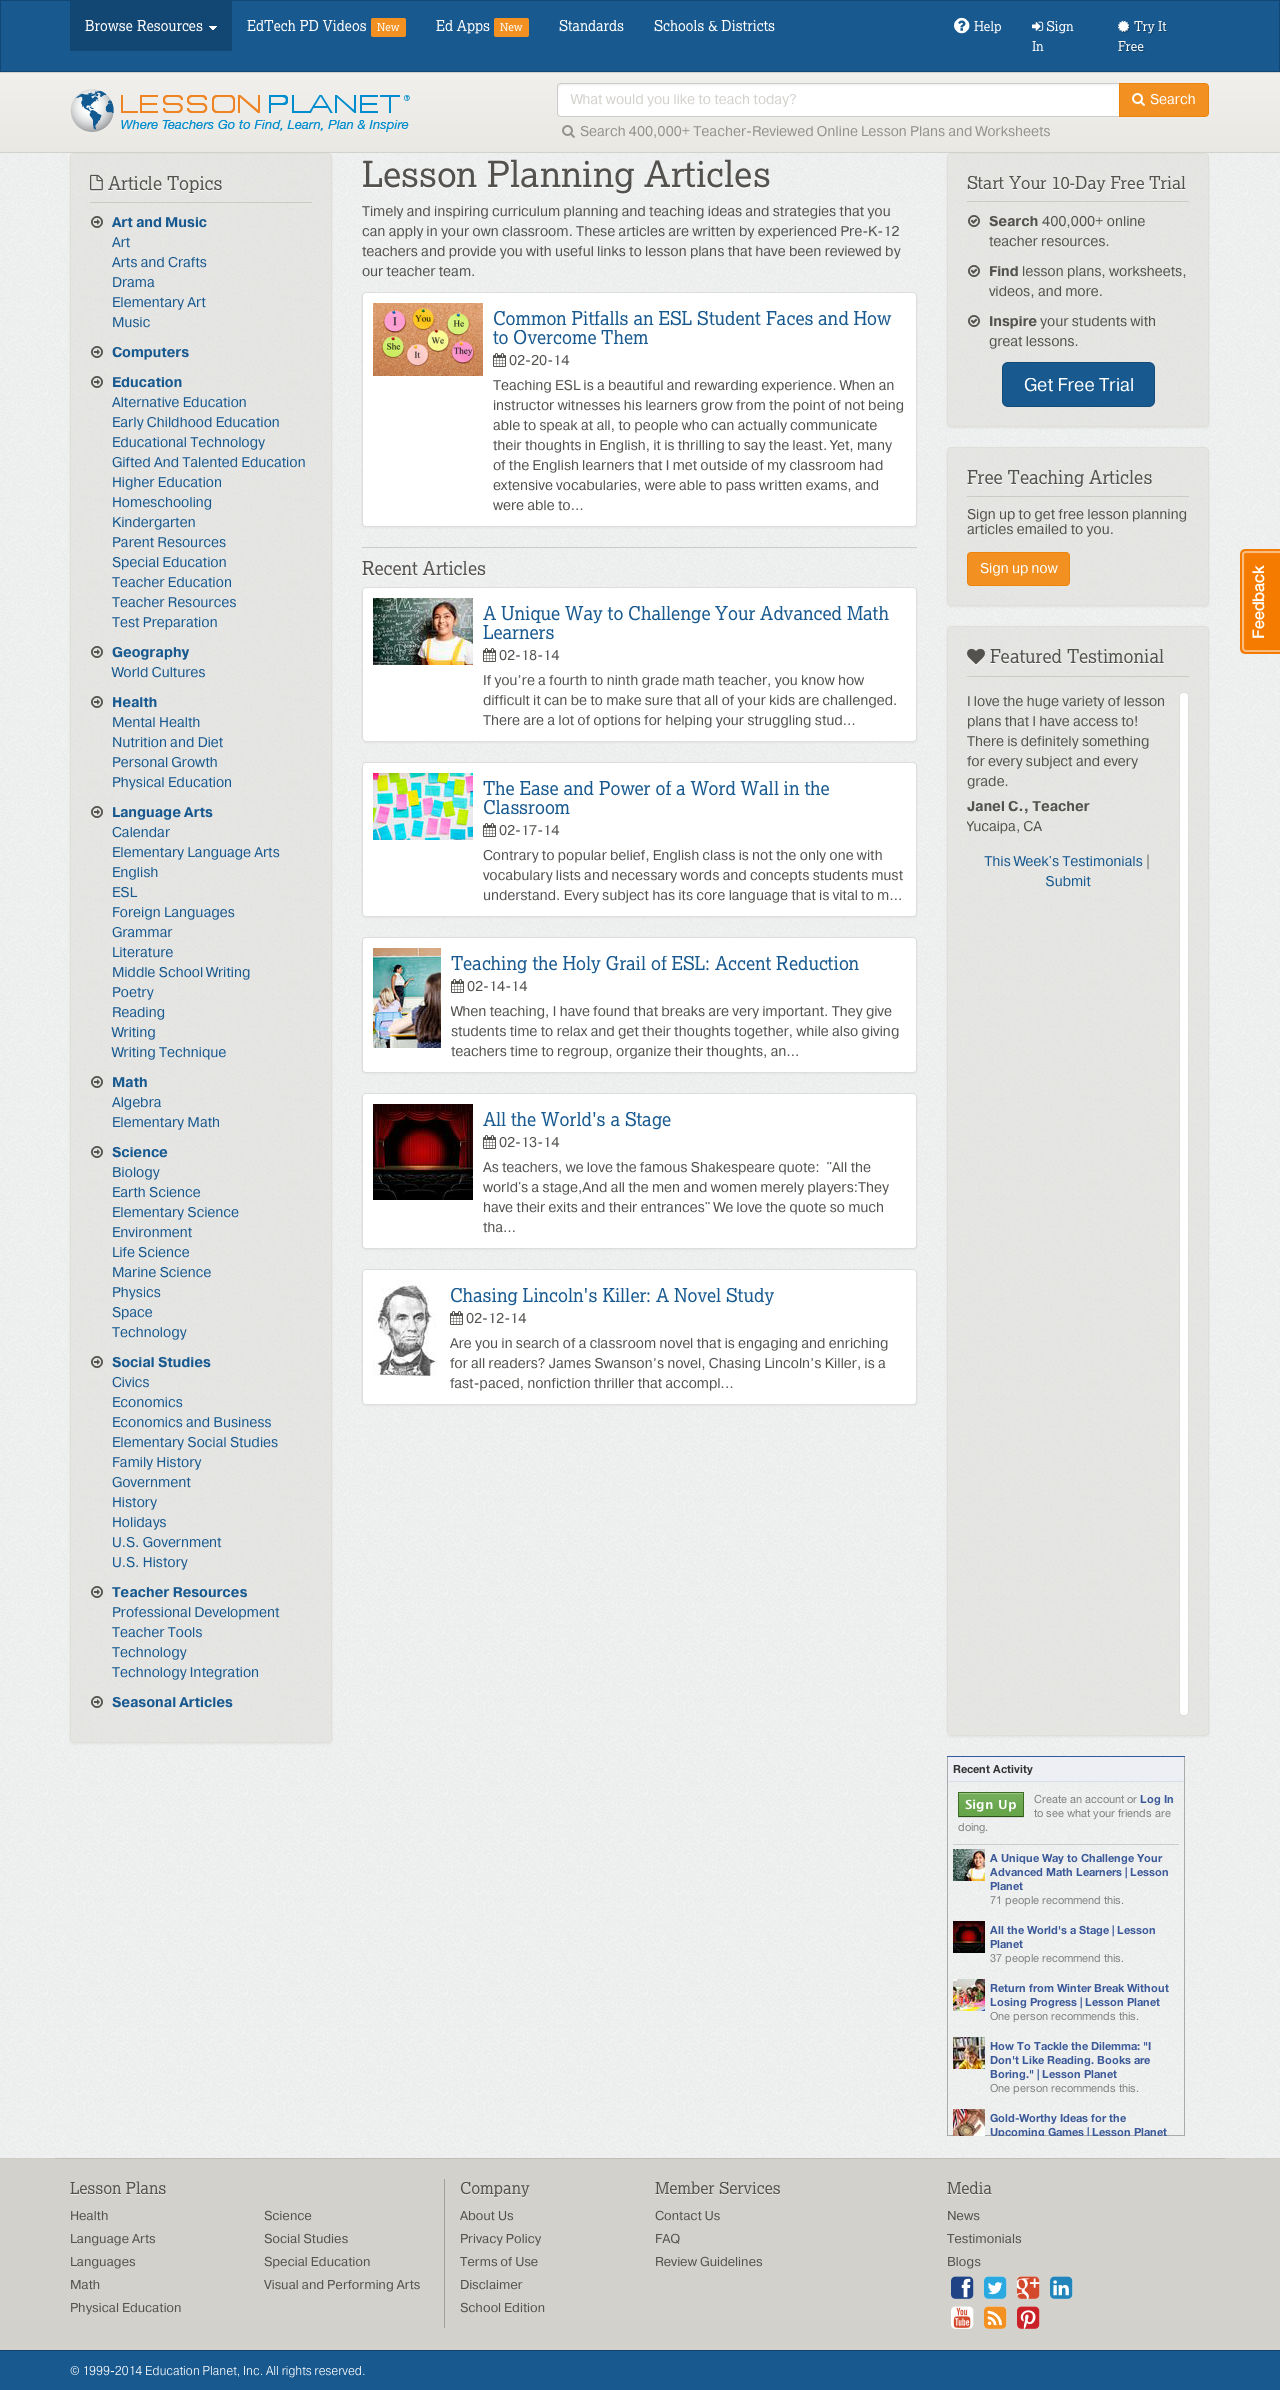 Browse Resources
EdTech PD Videos New
Ed Apps New
Standards
Schools & Districts
Help
Sign
In
Try It
Free
LESSON PLANET®
Where Teachers Go to Find, Learn, Plan & Inspire
What would you like to teach today?
Search
Search 400,000+ Teacher-Reviewed Online Lesson Plans and Worksheets
Article Topics
Art and Music
Art
Arts and Crafts
Drama
Elementary Art
Music
Computers
Education
Alternative Education
Early Childhood Education
Educational Technology
Gifted And Talented Education
Higher Education
Homeschooling
Kindergarten
Parent Resources
Special Education
Teacher Education
Teacher Resources
Test Preparation
Geography
World Cultures
Health
Mental Health
Nutrition and Diet
Personal Growth
Physical Education
Language Arts
Calendar
Elementary Language Arts
English
ESL
Foreign Languages
Grammar
Literature
Middle School Writing
Poetry
Reading
Writing
Writing Technique
Math
Algebra
Elementary Math
Science
Biology
Earth Science
Elementary Science
Environment
Life Science
Marine Science
Physics
Space
Technology
Social Studies
Civics
Economics
Economics and Business
Elementary Social Studies
Family History
Government
History
Holidays
U.S. Government
U.S. History
Teacher Resources
Professional Development
Teacher Tools
Technology
Technology Integration
Seasonal Articles
Lesson Planning Articles
Timely and inspiring curriculum planning and teaching ideas and strategies that you
can apply in your own classroom. These articles are written by experienced Pre-K-12
teachers and provide you with useful links to lesson plans that have been reviewed by
our teacher team.
I
You
He
She
It
We
They
Common Pitfalls an ESL Student Faces and How
to Overcome Them
02-20-14
Teaching ESL is a beautiful and rewarding experience. When an
instructor witnesses his learners grow from the point of not being
able to speak at all, to people who can actually communicate
their thoughts in English, it is thrilling to say the least. Yet, many
of the English learners that I met outside of my classroom had
extensive vocabularies, were able to pass written exams, and
were able to...
Recent Articles
A Unique Way to Challenge Your Advanced Math
Learners
02-18-14
If you're a fourth to ninth grade math teacher, you know how
difficult it can be to make sure that all of your kids are challenged.
There are a lot of options for helping your struggling stud...
The Ease and Power of a Word Wall in the
Classroom
02-17-14
Contrary to popular belief, English class is not the only one with
vocabulary lists and necessary words and concepts students must
understand. Every subject has its core language that is vital to m...
Teaching the Holy Grail of ESL: Accent Reduction
02-14-14
When teaching, I have found that breaks are very important. They give
students time to relax and get their thoughts together, while also giving
teachers time to regroup, organize their thoughts, an...
All the World's a Stage
02-13-14
As teachers, we love the famous Shakespeare quote:  "All the
world's a stage,And all the men and women merely players:They
have their exits and their entrances" We love the quote so much
tha...
Chasing Lincoln's Killer: A Novel Study
02-12-14
Are you in search of a classroom novel that is engaging and enriching
for all readers? James Swanson's novel, Chasing Lincoln's Killer, is a
fast-paced, nonfiction thriller that accompl...
Start Your 10-Day Free Trial
Search 400,000+ online
teacher resources.
Find lesson plans, worksheets,
videos, and more.
Inspire your students with
great lessons.
Get Free Trial
Free Teaching Articles
Sign up to get free lesson planning
articles emailed to you.
Sign up now
Feedback
Featured Testimonial
I love the huge variety of lesson
plans that I have access to!
There is definitely something
for every subject and every
grade.
Janel C., Teacher
Yucaipa, CA
This Week's Testimonials |
Submit
Recent Activity
Sign Up
Create an account or Log In
to see what your friends are
doing.
A Unique Way to Challenge Your
Advanced Math Learners | Lesson
Planet
71 people recommend this.
All the World's a Stage | Lesson
Planet
37 people recommend this.
Return from Winter Break Without
Losing Progress | Lesson Planet
One person recommends this.
How To Tackle the Dilemma: "I
Don't Like Reading. Books are
Boring." | Lesson Planet
One person recommends this.
Gold-Worthy Ideas for the
Upcoming Games | Lesson Planet
Lesson Plans
Health
Language Arts
Languages
Math
Physical Education
Science
Social Studies
Special Education
Visual and Performing Arts
Company
About Us
Privacy Policy
Terms of Use
Disclaimer
School Edition
Member Services
Contact Us
FAQ
Review Guidelines
Media
News
Testimonials
Blogs
You
Tube
© 1999-2014 Education Planet, Inc. All rights reserved.